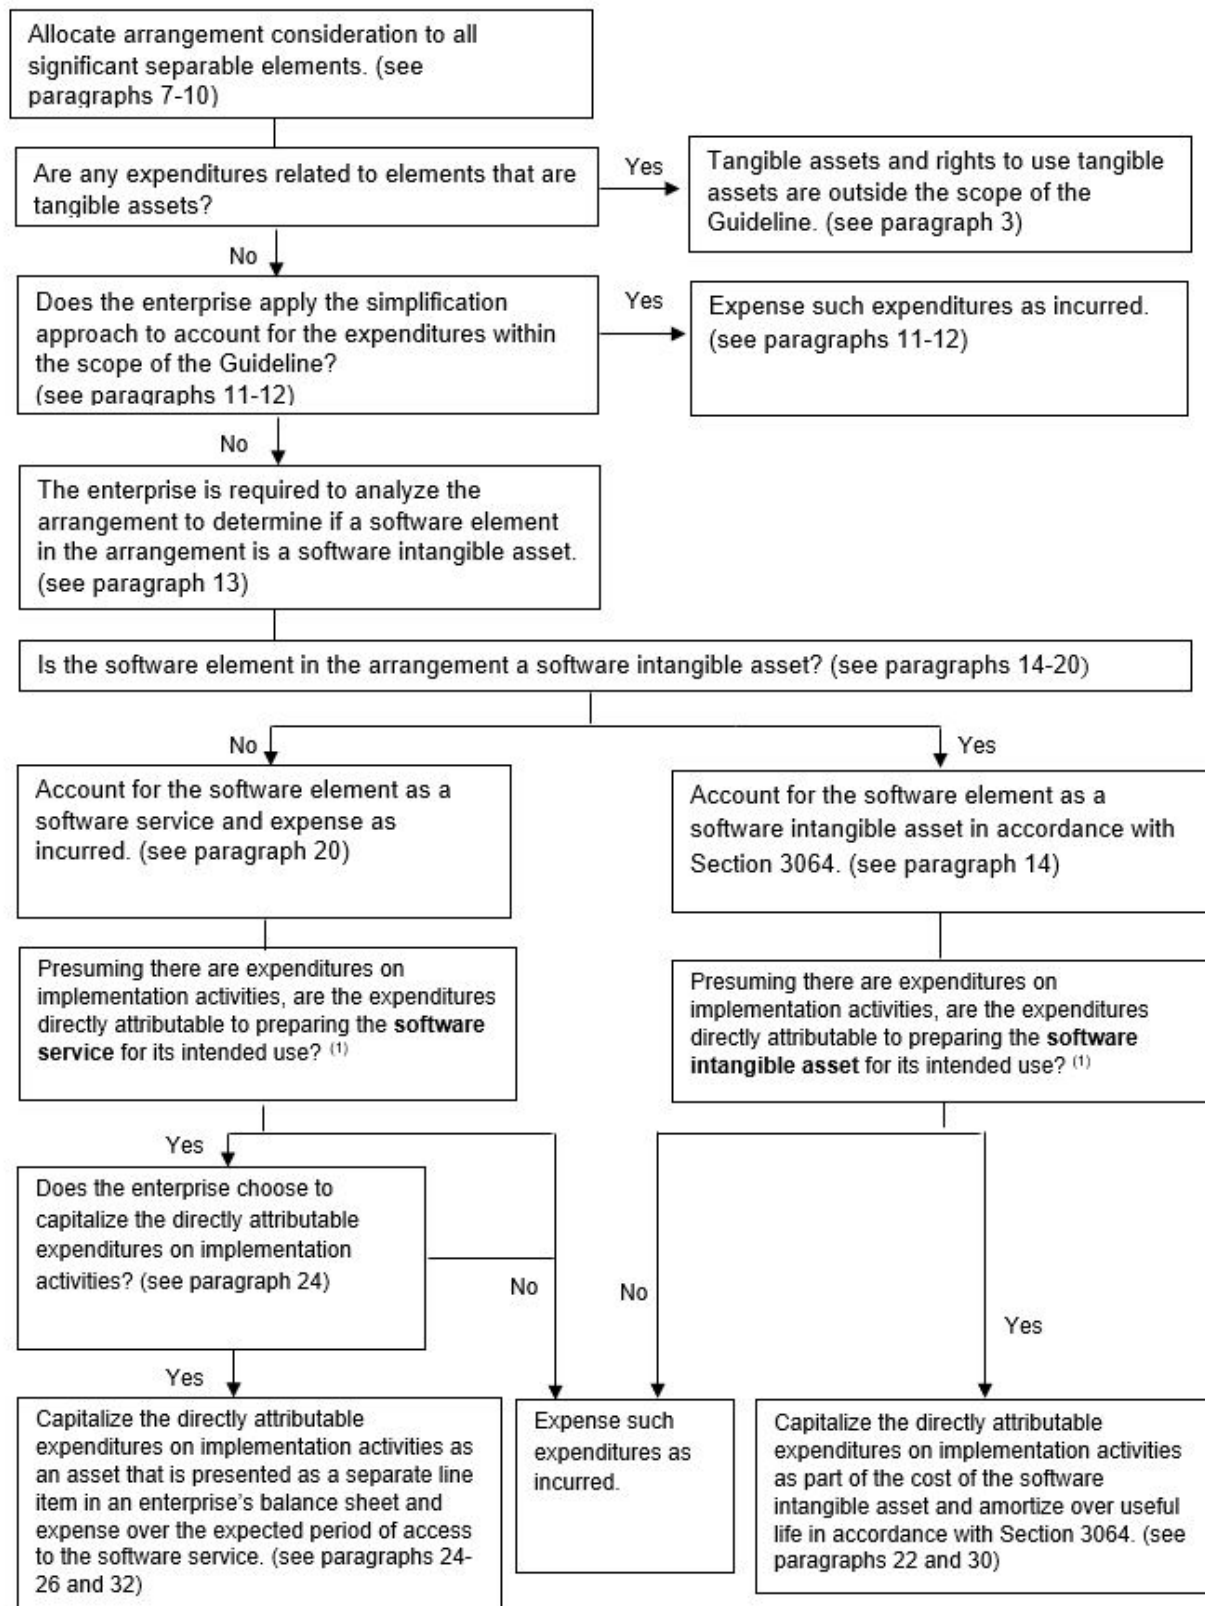 Allocate arrangement consideration to all
significant separable elements. (see
paragraphs 7-10)
Are any expenditures related to elements that are
tangible assets?
Yes
Tangible assets and rights to use tangible
assets are outside the scope of the
Guideline. (see paragraph 3)
No
Does the enterprise apply the simplification
approach to account for the expenditures within
the scope of the Guideline?
(see paragraphs 11-12)
Yes
Expense such expenditures as incurred.
(see paragraphs 11-12)
No
The enterprise is required to analyze the
arrangement to determine if a software element
in the arrangement is a software intangible asset.
(see paragraph 13)
Is the software element in the arrangement a software intangible asset? (see paragraphs 14-20)
No
Yes
Account for the software element as a
software service and expense as
incurred. (see paragraph 20)
Account for the software element as a
software intangible asset in accordance with
Section 3064. (see paragraph 14)
Presuming there are expenditures on
implementation activities, are the expenditures
directly attributable to preparing the software
service for its intended use? (1)
Presuming there are expenditures on
implementation activities, are the expenditures
directly attributable to preparing the software
intangible asset for its intended use? (1)
Yes
Does the enterprise choose to
capitalize the directly attributable
expenditures on implementation
activities? (see paragraph 24)
No
No
Yes
Yes
Capitalize the directly attributable
expenditures on implementation activities as
an asset that is presented as a separate line
item in an enterprise's balance sheet and
expense over the expected period of access
to the software service. (see paragraphs 24-
26 and 32)
Expense such
expenditures as
incurred.
Capitalize the directly attributable
expenditures on implementation activities
as part of the cost of the software
intangible asset and amortize over useful
life in accordance with Section 3064. (see
paragraphs 22 and 30)